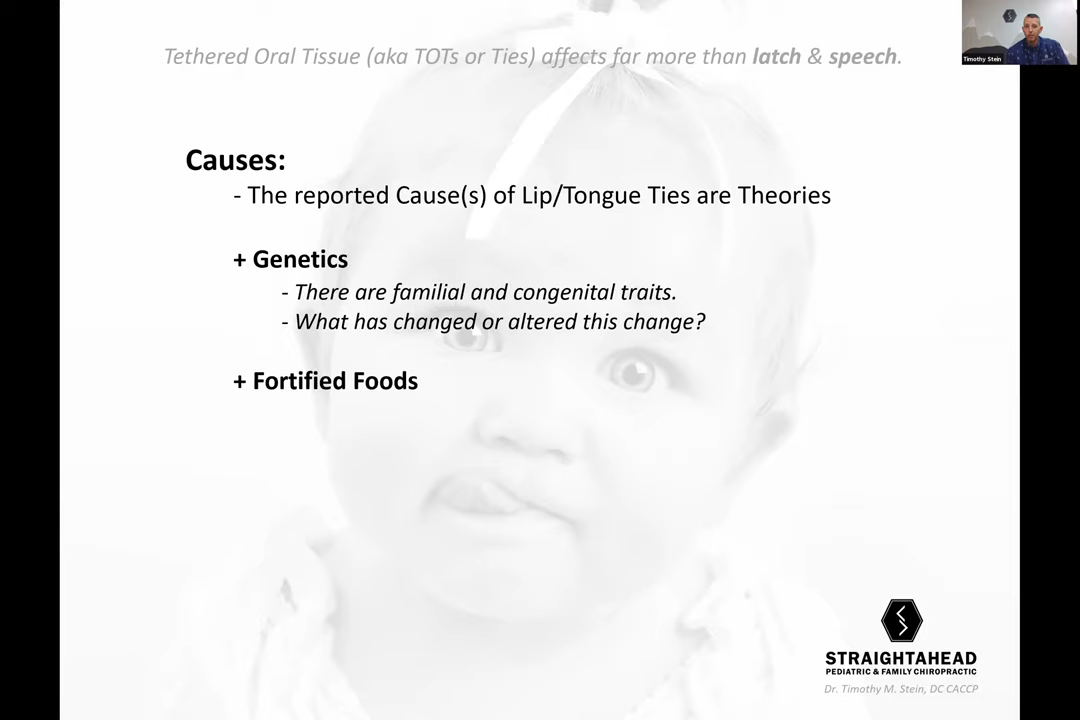 Tethered Oral Tissue (aka TOTs or Ties) affects far more than latch & speech.
Timothy Stein
Causes:
- The reported Cause(s) of Lip/Tongue Ties are Theories
+ Genetics
- There are familial and congenital traits.
- What has changed or altered this change?
+ Fortified Foods
STRAIGHTAHEAD
PEDIATRIC & FAMILY CHIROPRACTIC
Dr. Timothy M. Stein, DC CACCP